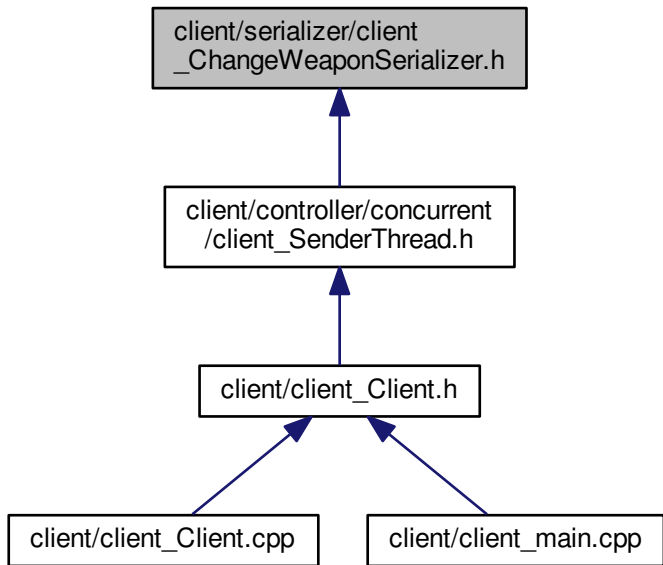 client/serializer/client
_ChangeWeaponSerializer.h
client/controller/concurrent
/client_SenderThread.h
client/client_Client.h
client/client_Client.cpp
client/client_main.cpp